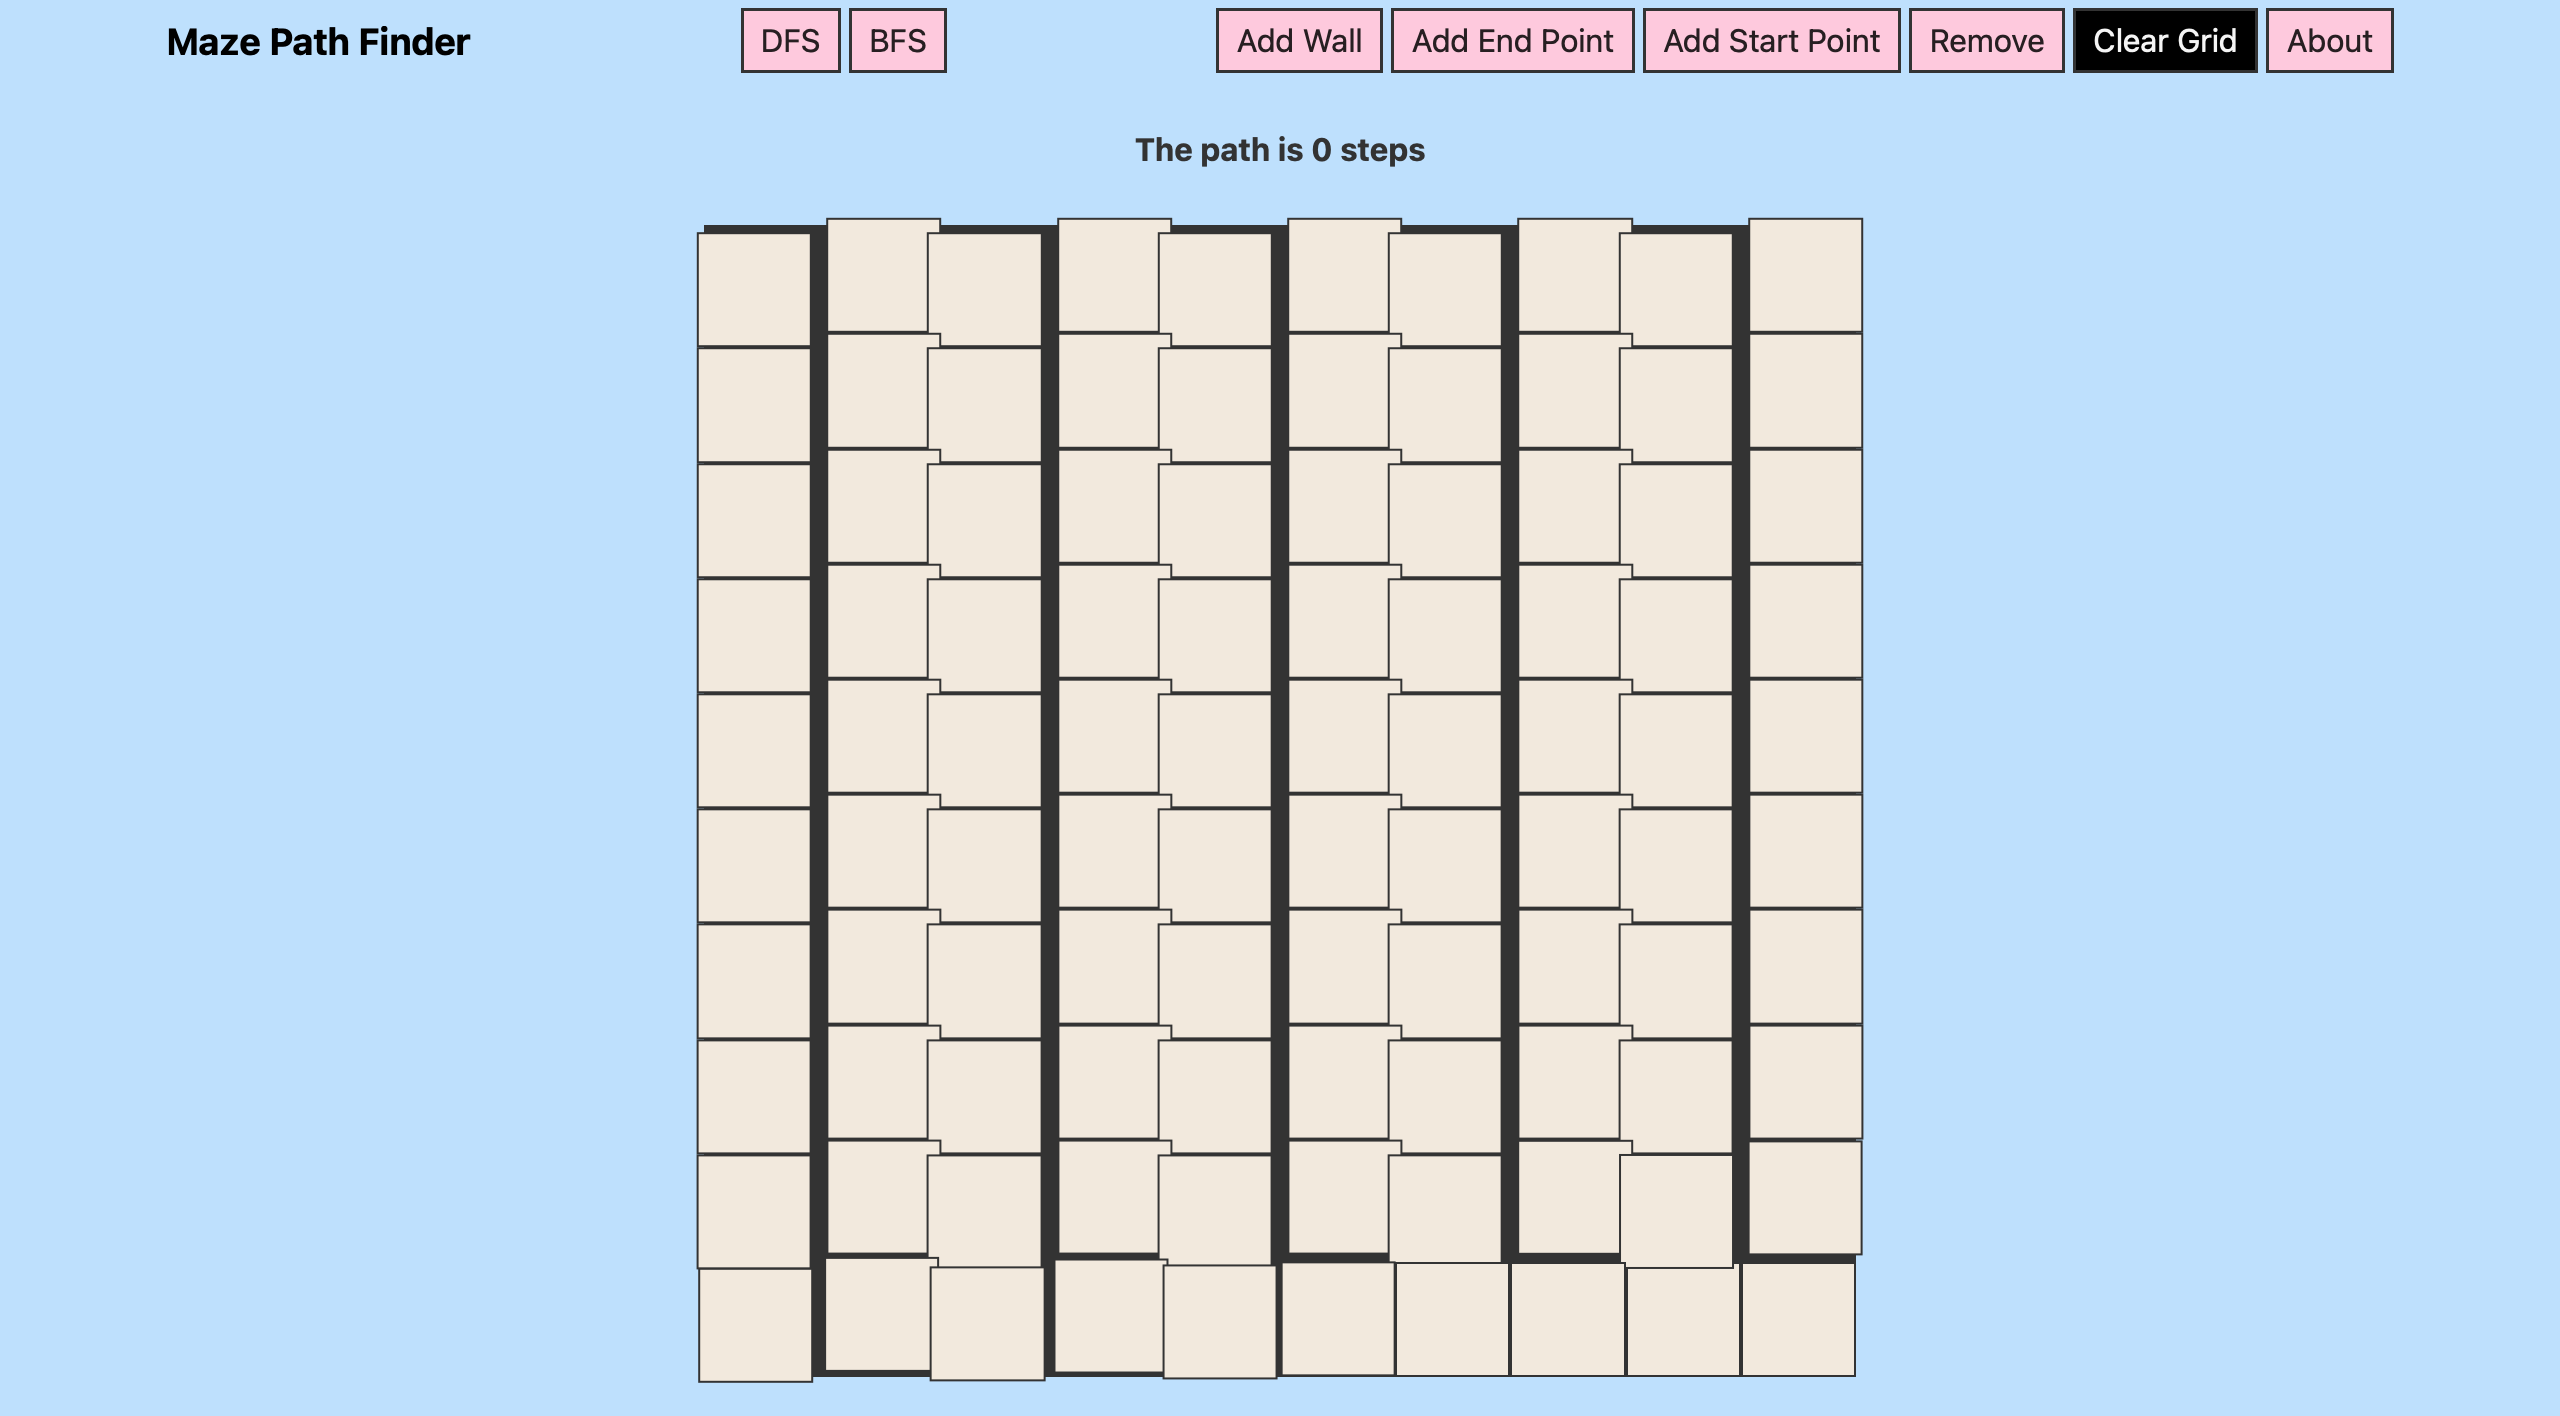 Maze Path Finder
DFS BFS Add Wall Add End Point Add Start Point Remove Clear Grid About
The path is 0 steps